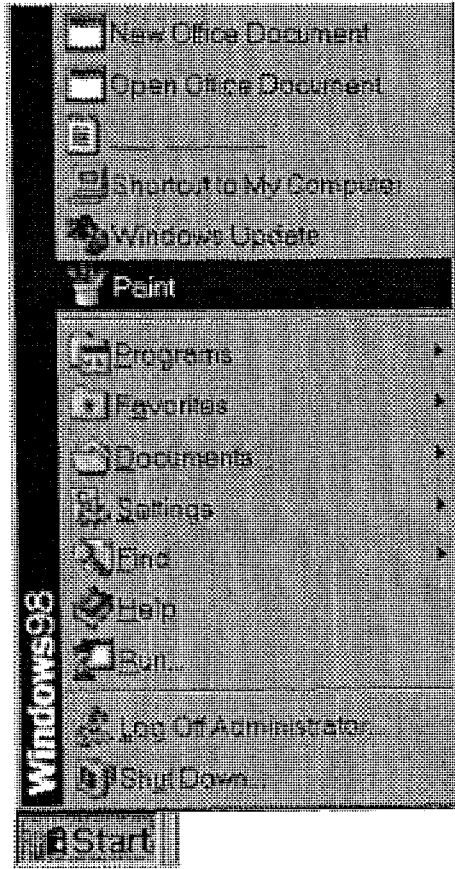 New Office Document
Open Office Document
Shortcut to My Computer
Windows Update
Paint
Programs
Favorites
Documents
Settings
Find
Help
Run...
Log Off Administrator...
Shut Down...
Windows98
Start